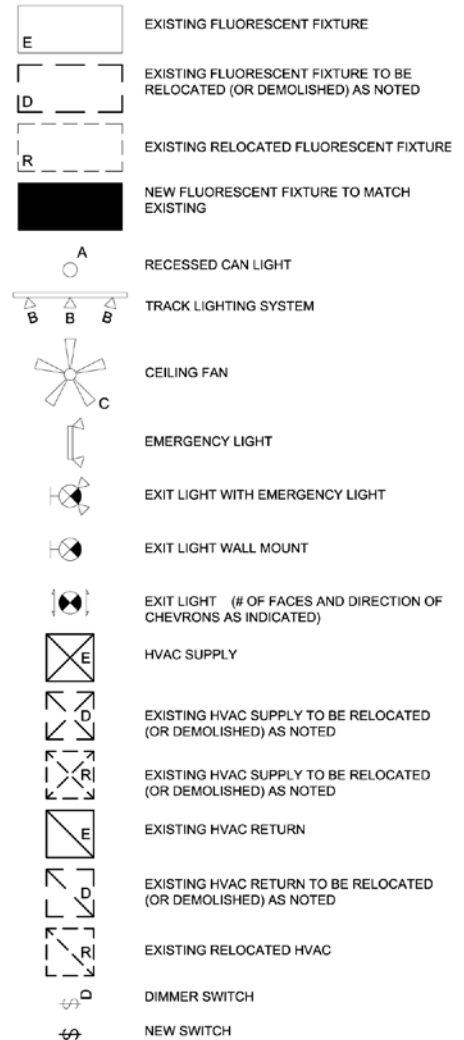 E EXISTING FLUORESCENT FIXTURE
EXISTING FLUORESCENT FIXTURE TO BE
D RELOCATED (OR DEMOLISHED) AS NOTED
R EXISTING RELOCATED FLUORESCENT FIXTURE
NEW FLUORESCENT FIXTURE TO MATCH
EXISTING
A
RECESSED CAN LIGHT
TRACK LIGHTING SYSTEM
B B B
CEILING FAN
C
EMERGENCY LIGHT
EXIT LIGHT WITH EMERGENCY LIGHT
EXIT LIGHT WALL MOUNT
EXIT LIGHT (# OF FACES AND DIRECTION OF
CHEVRONS AS INDICATED)
E HVAC SUPPLY
D EXISTING HVAC SUPPLY TO BE RELOCATED
(OR DEMOLISHED) AS NOTED
R EXISTING HVAC SUPPLY TO BE RELOCATED
(OR DEMOLISHED) AS NOTED
E EXISTING HVAC RETURN
D EXISTING HVAC RETURN TO BE RELOCATED
(OR DEMOLISHED) AS NOTED
R EXISTING RELOCATED HVAC
$ D DIMMER SWITCH
$ NEW SWITCH